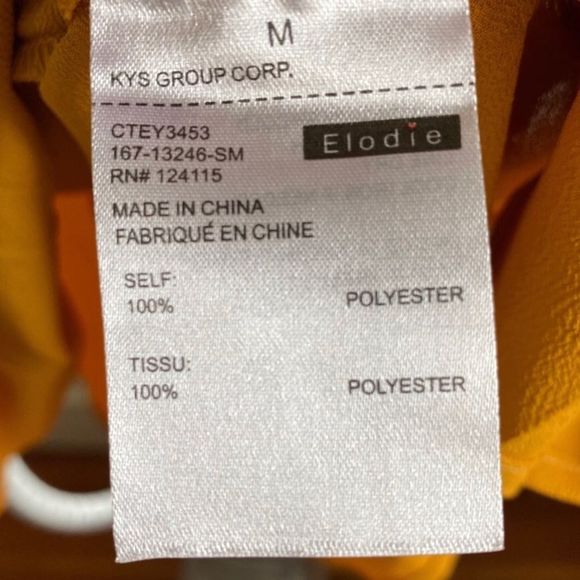 M
KYS GROUP CORP.
CTEY3453
Elodie
167-13246-SM
RN# 124115
MADE IN CHINA
FABRIQUÉ EN CHINE
SELF:
100% POLYESTER
TISSU:
100% POLYESTER